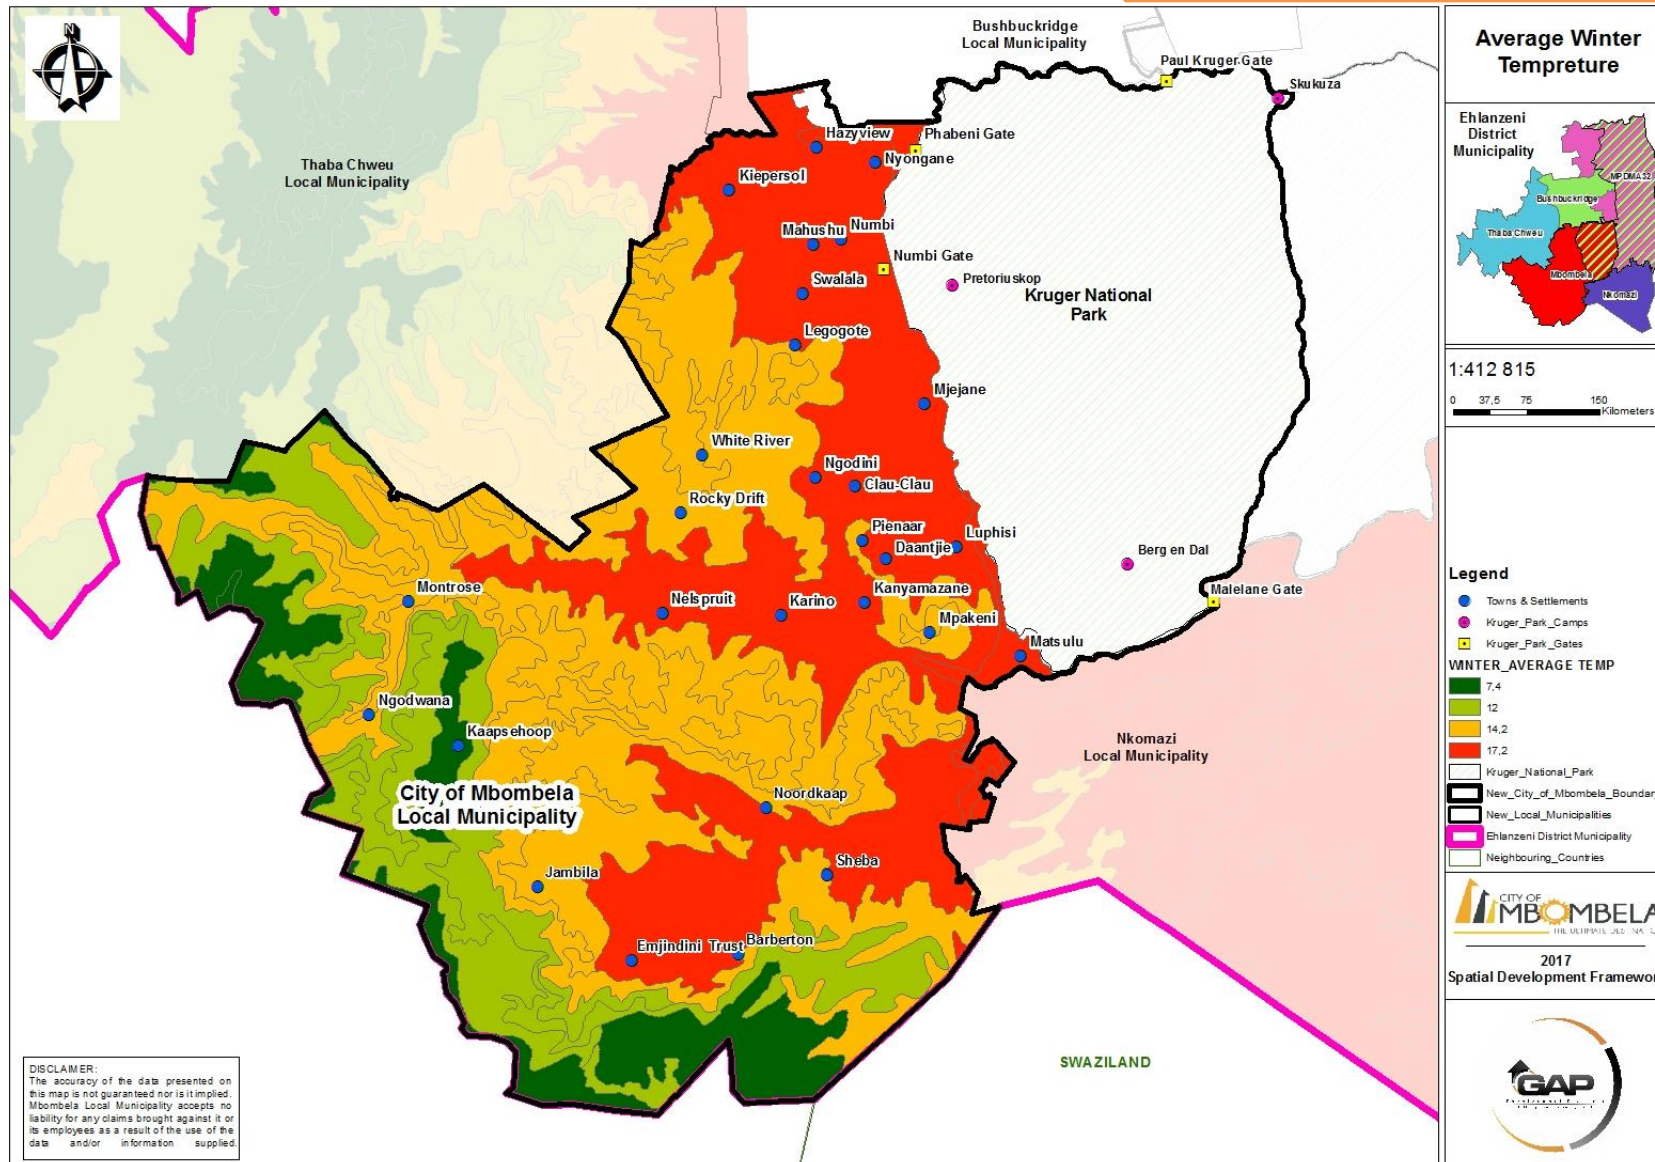 N
Bushbuckridge
Local Municipality
Paul Kruger Gate
Skukuza
Thaba Chweu
Local Municipality
Hazyview
Phabeni Gate
Nyongane
Kiepersol
Mahushu
Numbi
Numbi Gate
Swalala
Pretoriuskop
Kruger National
Park
Legogote
Mjejane
White River
Ngodini
Clau-Clau
Rocky Drift
Pienaar
Luphisi
Daantjie
Berg en Dal
Montrose
Nelspruit
Karino
Kanyamazane
Malelane Gate
Mpakeni
Matsulu
Ngodwana
Kaapsehoop
Nkomazi
Local Municipality
City of Mbombela
Local Municipality
Noordkaap
Sheba
Jambila
Emjindini Trust
Barberton
SWAZILAND
DISCLAIMER:
The accuracy of the data presented on
this map is not guaranteed nor is it implied.
Mbombela Local Municipality accepts no
liability for any claims brought against it or
its employees as a result of the use of the
data and/or information supplied.
Average Winter
Tempreture
Ehlanzeni
District
Municipality
MPDMA32
Bushbuckridge
Thaba Chweu
Mbombela
Nkomazi
1:412 815
0 37,5 75 150
Kilometers
Legend
Towns & Settlements
Kruger_Park_Camps
Kruger_Park_Gates
WINTER_AVERAGE TEMP
7,4
12
14,2
17,2
Kruger_National_Park
New_City_of_Mbombela_Boundar
New_Local_Municipalities
Ehlanzeni District Municipality
Neighbouring_Countries
CITY OF
MBOMBELA
THE ULTIMATE DESTINATIO
2017
Spatial Development Framewor
GAP